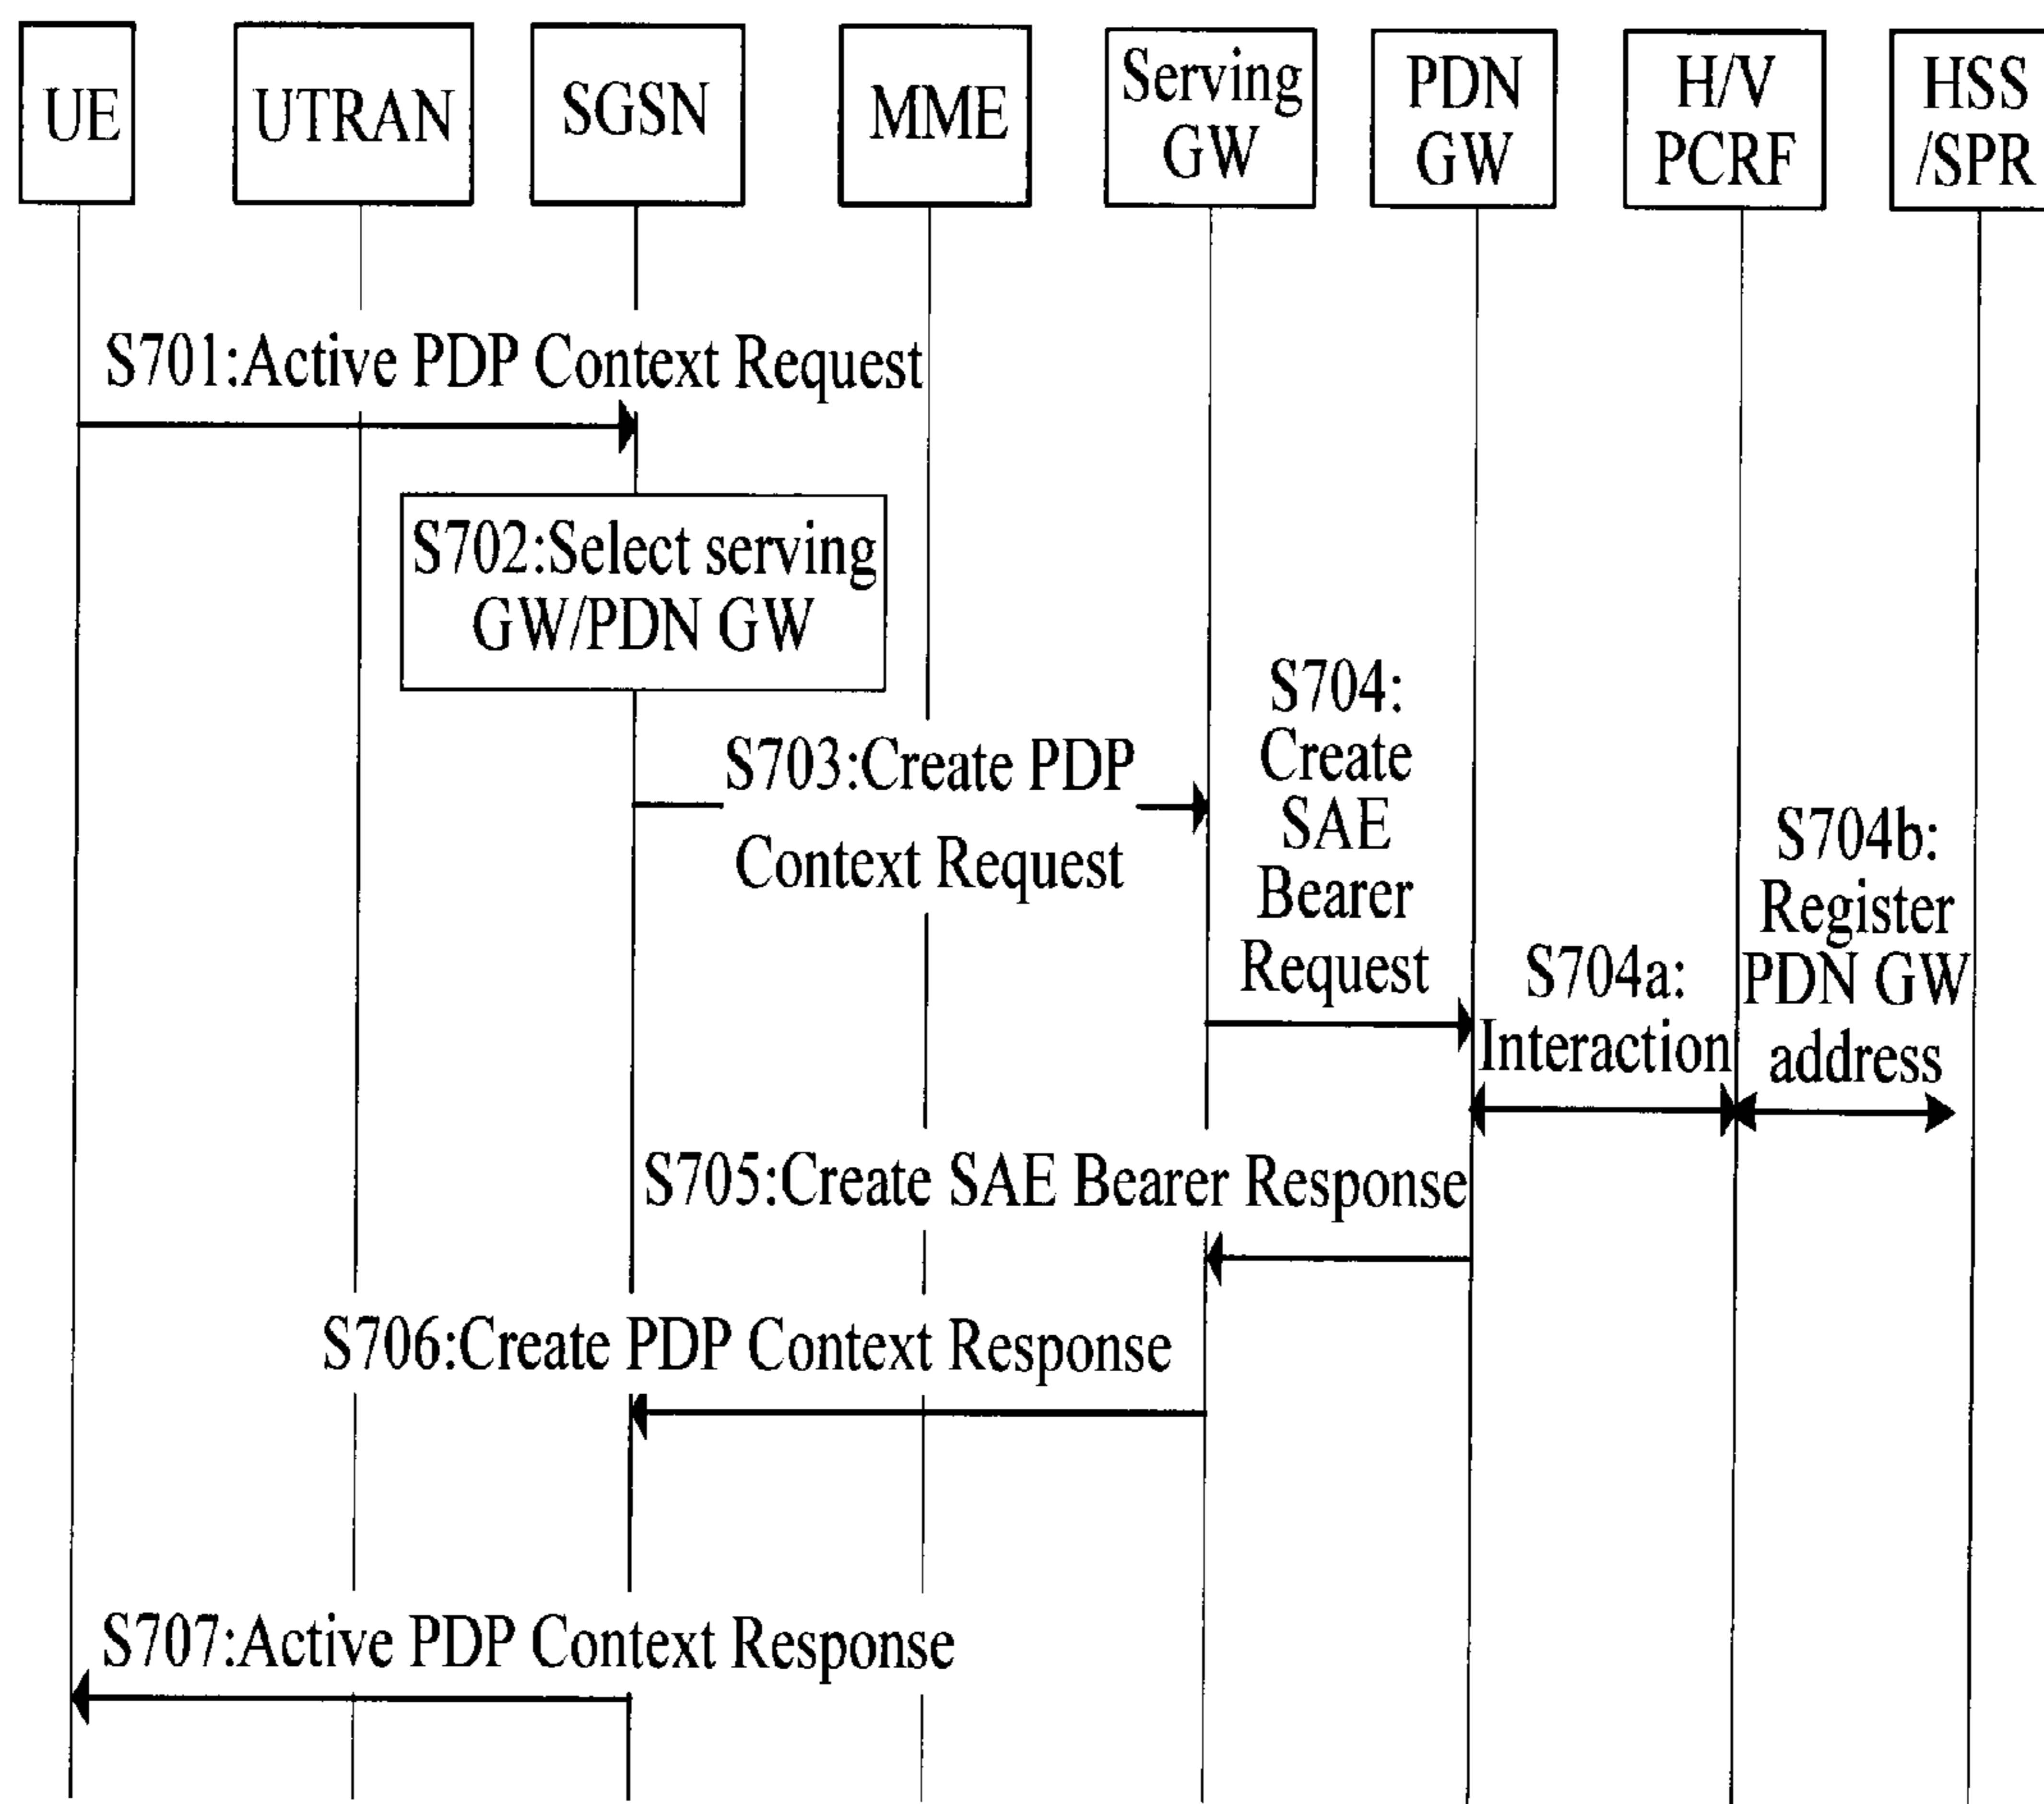 UE
UTRAN
SGSN
MME
Serving
GW
PDN
GW
H/V
PCRF
HSS
/SPR
S701:Active PDP Context Request
S702:Select serving
GW/PDN GW
S703:Create PDP
Context Request
S704:
Create
SAE
Bearer
Request
S704a:
Interaction
S704b:
Register
PDN GW
address
S705:Create SAE Bearer Response
S706:Create PDP Context Response
S707:Active PDP Context Response